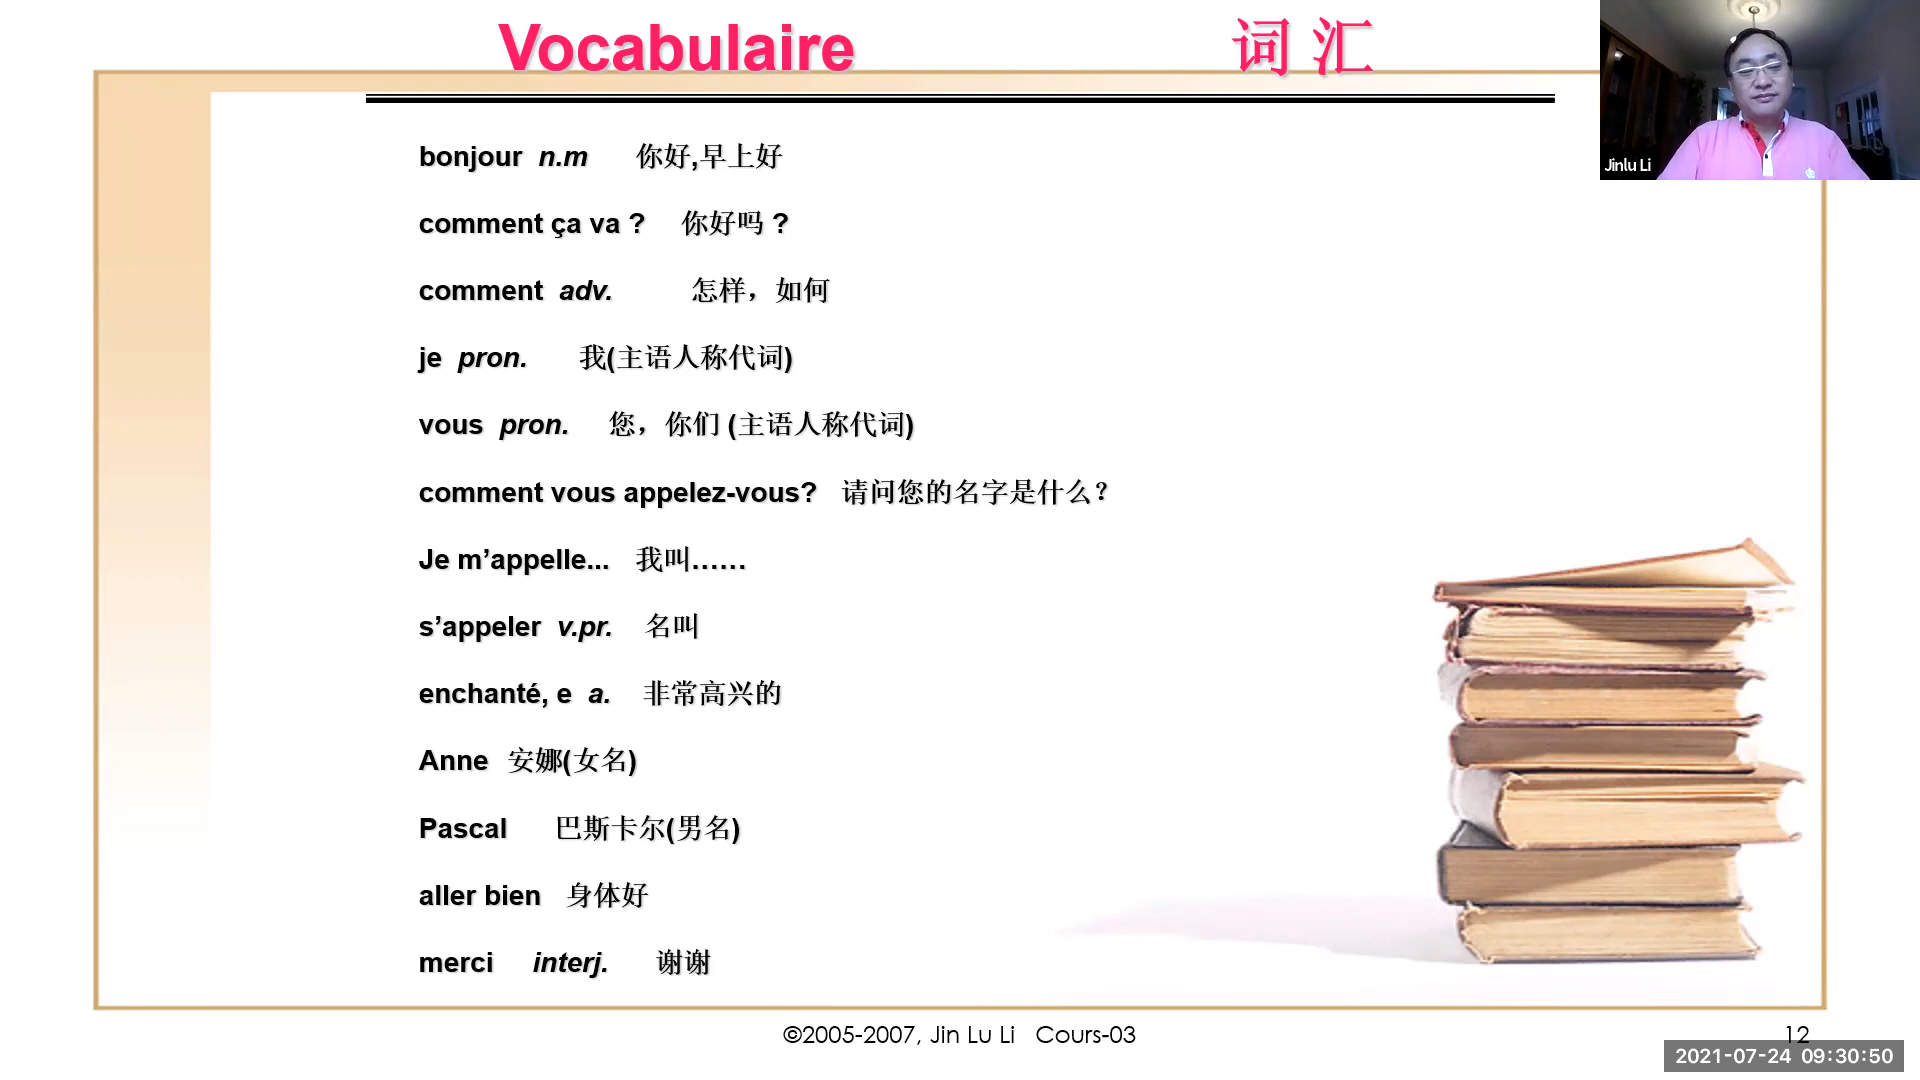 Vocabulaire 词 汇
Jinlu Li
bonjour n.m 你好,早上好
comment ça va ? 你好吗 ?
comment adv. 怎样，如何
je pron. 我(主语人称代词)
vous pron. 您，你们 (主语人称代词)
comment vous appelez-vous? 请问您的名字是什么?
Je m’appelle... 我叫……
s’appeler v.pr. 名叫
enchanté, e a. 非常高兴的
Anne 安娜(女名)
Pascal 巴斯卡尔(男名)
aller bien 身体好
merci interj. 谢谢
©2005-2007, Jin Lu Li Cours-03
12
2021-07-24 09:30:50